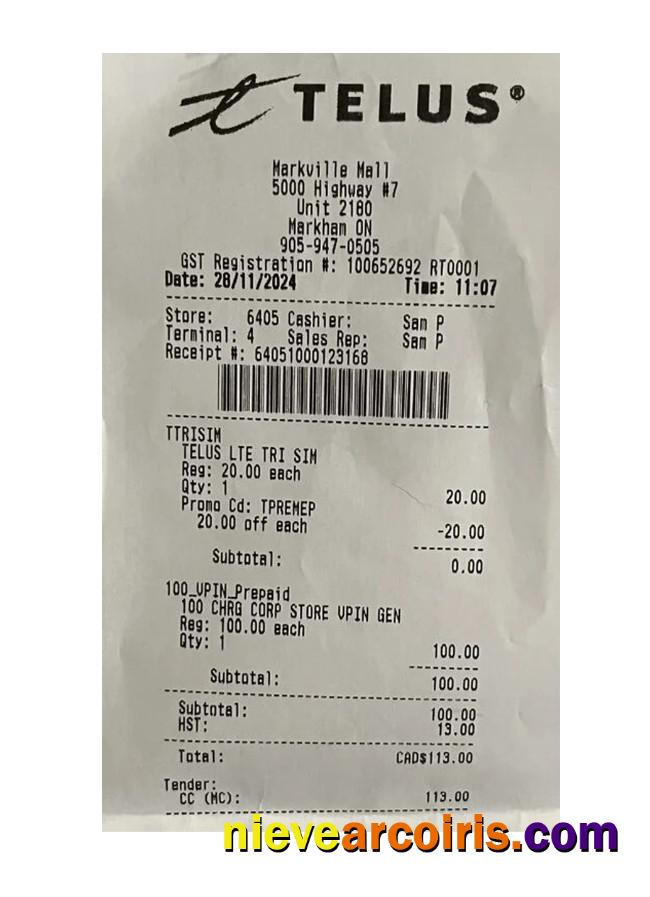 TELUS®
Markville Mall
5000 Highway #7
Unit 2180
Markham ON
905-947-0505
GST Registration #: 100652692 RT0001
Date: 28/11/2024 Time: 11:07
Store: 6405 Cashier: Sam P
Terminal: 4 Sales Rep: Sam P
Receipt #: 64051000123168
TTRISIM
TELUS LTE TRI SIM
Reg: 20.00 each
Qty: 1 20.00
Promo Cd: TPREMEP
20.00 off each -20.00
Subtotal: 0.00
100_VPIN_Prepaid
100 CHRG CORP STORE VPIN GEN
Reg: 100.00 each
Qty: 1 100.00
Subtotal: 100.00
Subtotal: 100.00
HST: 13.00
Total: CAD$113.00
Tender:
CC (MC): 113.00
nievearcoiris.com